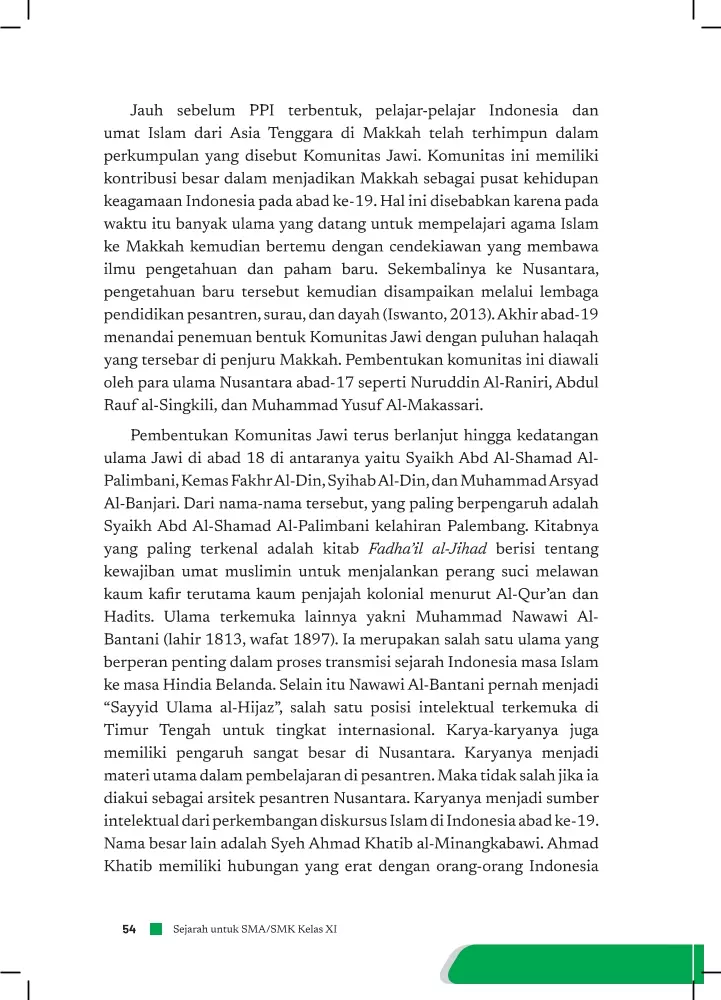 Jauh sebelum PPI terbentuk, pelajar-pelajar Indonesia dan
umat Islam dari Asia Tenggara di Makkah telah terhimpun dalam
perkumpulan yang disebut Komunitas Jawi. Komunitas ini memiliki
kontribusi besar dalam menjadikan Makkah sebagai pusat kehidupan
keagamaan Indonesia pada abad ke-19. Hal ini disebabkan karena pada
waktu itu banyak ulama yang datang untuk mempelajari agama Islam
ke Makkah kemudian bertemu dengan cendekiawan yang membawa
ilmu pengetahuan dan paham baru. Sekembalinya ke Nusantara,
pengetahuan baru tersebut kemudian disampaikan melalui lembaga
pendidikan pesantren, surau, dan dayah (Iswanto, 2013). Akhir abad-19
menandai penemuan bentuk Komunitas Jawi dengan puluhan halaqah
yang tersebar di penjuru Makkah. Pembentukan komunitas ini diawali
oleh para ulama Nusantara abad-17 seperti Nuruddin Al-Raniri, Abdul
Rauf al-Singkili, dan Muhammad Yusuf Al-Makassari.
Pembentukan Komunitas Jawi terus berlanjut hingga kedatangan
ulama Jawi di abad 18 di antaranya yaitu Syaikh Abd Al-Shamad Al-
Palimbani, Kemas Fakhr Al-Din, Syihab Al-Din, dan Muhammad Arsyad
Al-Banjari. Dari nama-nama tersebut, yang paling berpengaruh adalah
Syaikh Abd Al-Shamad Al-Palimbani kelahiran Palembang. Kitabnya
yang paling terkenal adalah kitab Fadha’il al-Jihad berisi tentang
kewajiban umat muslimin untuk menjalankan perang suci melawan
kaum kafir terutama kaum penjajah kolonial menurut Al-Qur’an dan
Hadits. Ulama terkemuka lainnya yakni Muhammad Nawawi Al-
Bantani (lahir 1813, wafat 1897). Ia merupakan salah satu ulama yang
berperan penting dalam proses transmisi sejarah Indonesia masa Islam
ke masa Hindia Belanda. Selain itu Nawawi Al-Bantani pernah menjadi
“Sayyid Ulama al-Hijaz”, salah satu posisi intelektual terkemuka di
Timur Tengah untuk tingkat internasional. Karya-karyanya juga
memiliki pengaruh sangat besar di Nusantara. Karyanya menjadi
materi utama dalam pembelajaran di pesantren. Maka tidak salah jika ia
diakui sebagai arsitek pesantren Nusantara. Karyanya menjadi sumber
intelektual dari perkembangan diskursus Islam di Indonesia abad ke-19.
Nama besar lain adalah Syeh Ahmad Khatib al-Minangkabawi. Ahmad
Khatib memiliki hubungan yang erat dengan orang-orang Indonesia
54 Sejarah untuk SMA/SMK Kelas XI